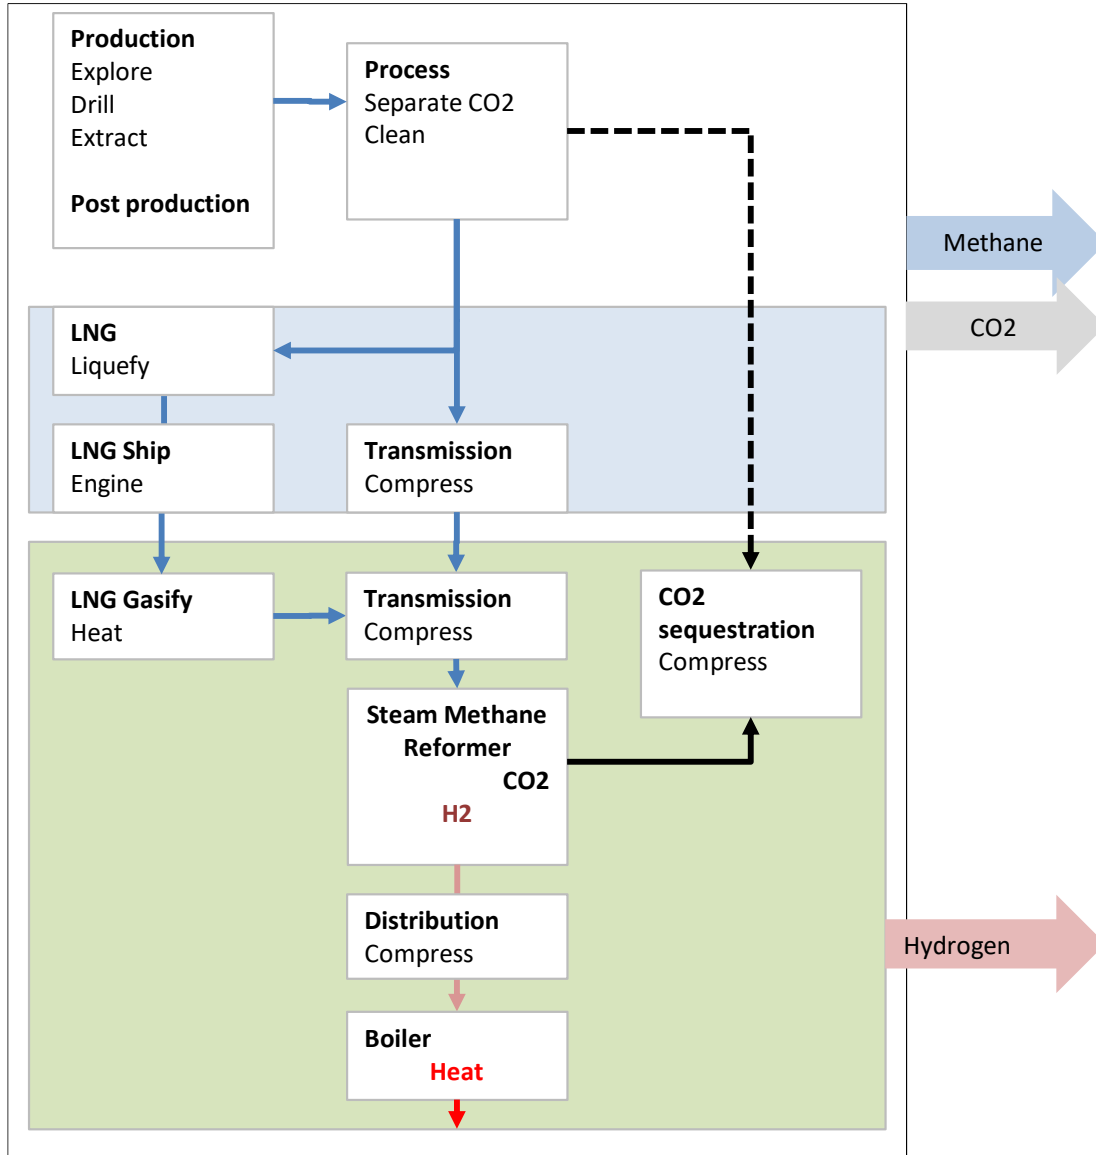 Production
Explore
Drill
Extract
Post production
Process
Separate CO2
Clean
Methane
CO2
LNG
Liquefy
LNG Ship
Engine
Transmission
Compress
LNG Gasify
Heat
Transmission
Compress
CO2
sequestration
Compress
Steam Methane
Reformer
CO2
H2
Distribution
Compress
Hydrogen
Boiler
Heat